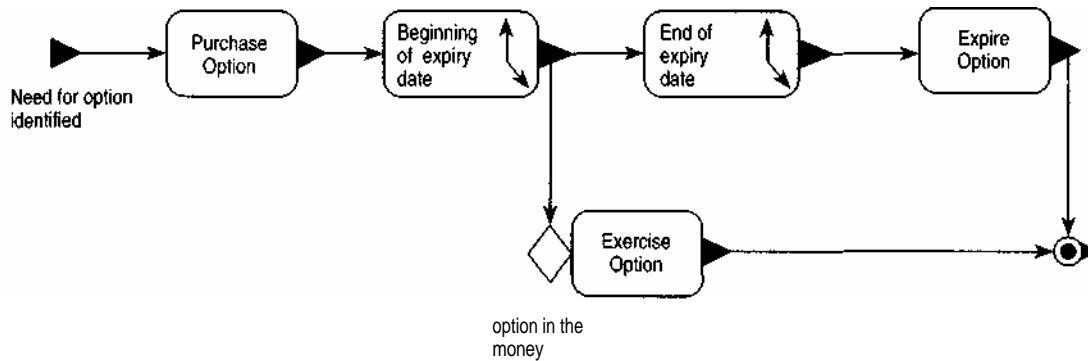 Need for option
identified
Purchase
Option
Beginning
of expiry
date
End of
expiry
date
Expire
Option
Exercise
Option
option in the
money